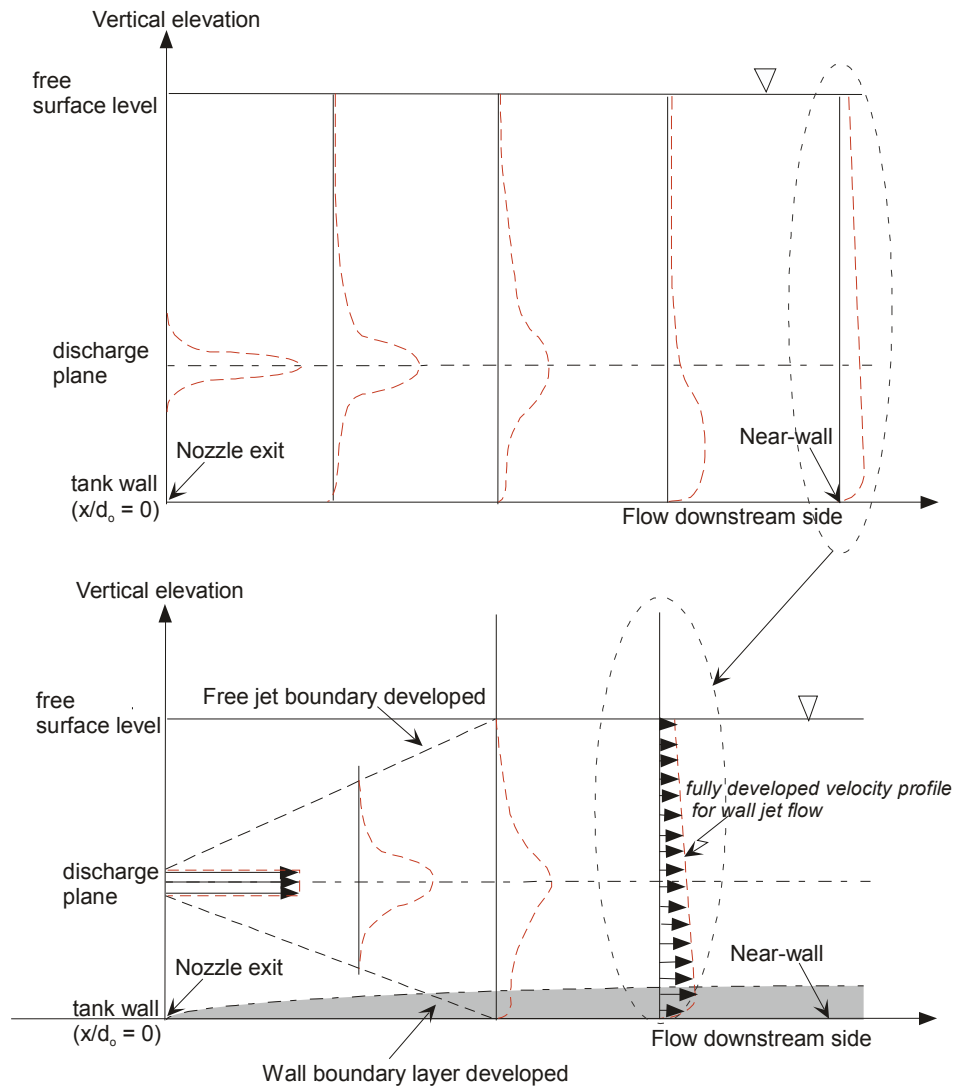 Vertical elevation
free
surface level
discharge
plane
Nozzle exit
Near-wall
tank wall
(x/dₒ = 0)
Flow downstream side
Vertical elevation
Free jet boundary developed
free
surface level
fully developed velocity profile
for wall jet flow
discharge
plane
Nozzle exit
Near-wall
tank wall
(x/dₒ = 0)
Flow downstream side
Wall boundary layer developed